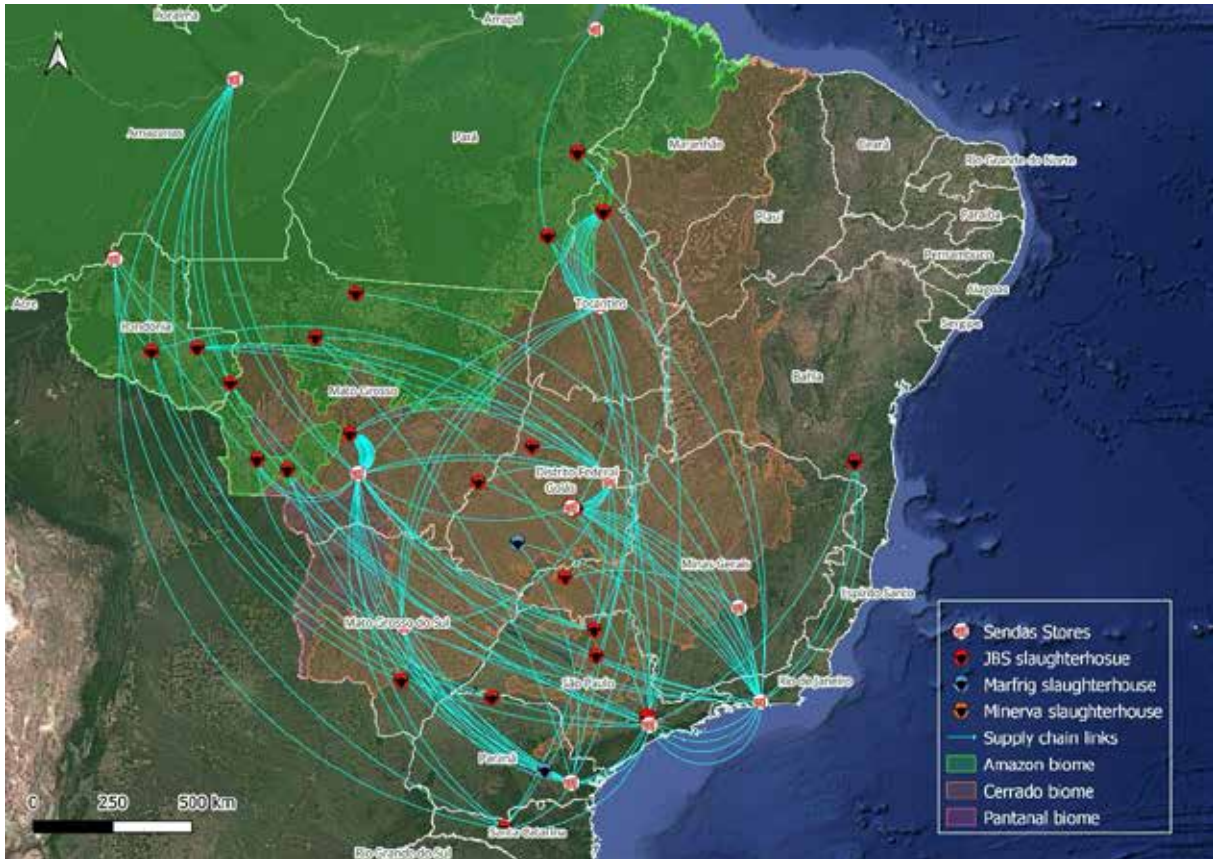 Roraima
Amapá
N
Amazonas
Pará
Maranhão
Ceará
Rio Grande do Norte
Paraíba
Piauí
Pernambuco
Acre
Alagoas
Tocantins
Sergipe
Rondônia
Bahia
Mato Grosso
Distrito Federal
Goiás
Minas Gerais
Espírito Santo
Mato Grosso do Sul
São Paulo
Rio de Janeiro
Paraná
Santa Catarina
Rio Grande do Sul
0 250 500 km
Sendas Stores
JBS slaughterhosue
Marfrig slaughterhouse
Minerva slaughterhouse
Supply chain links
Amazon biome
Cerrado biome
Pantanal biome